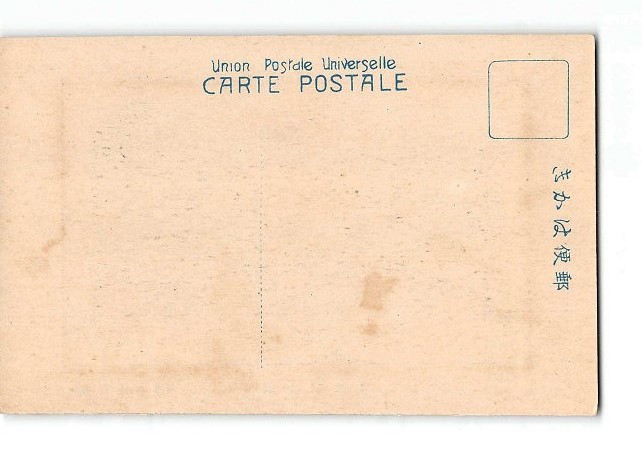 Union Postale Universelle
CARTE POSTALE
郵便はかき